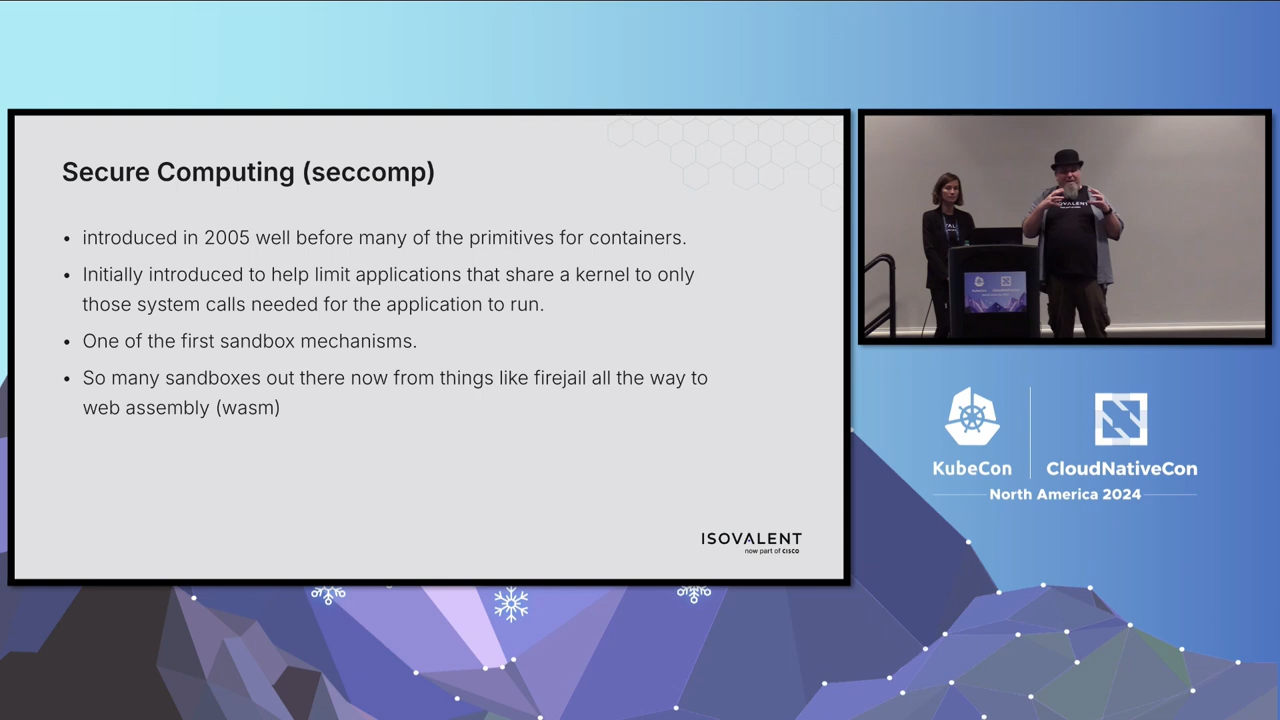 Secure Computing (seccomp)
• introduced in 2005 well before many of the primitives for containers.
• Initially introduced to help limit applications that share a kernel to only
those system calls needed for the application to run.
• One of the first sandbox mechanisms.
• So many sandboxes out there now from things like firejail all the way to
web assembly (wasm)
ISOVALENT
now part of CISCO
ISOVALENT
KubeCon
CloudNativeCon
North America 2024